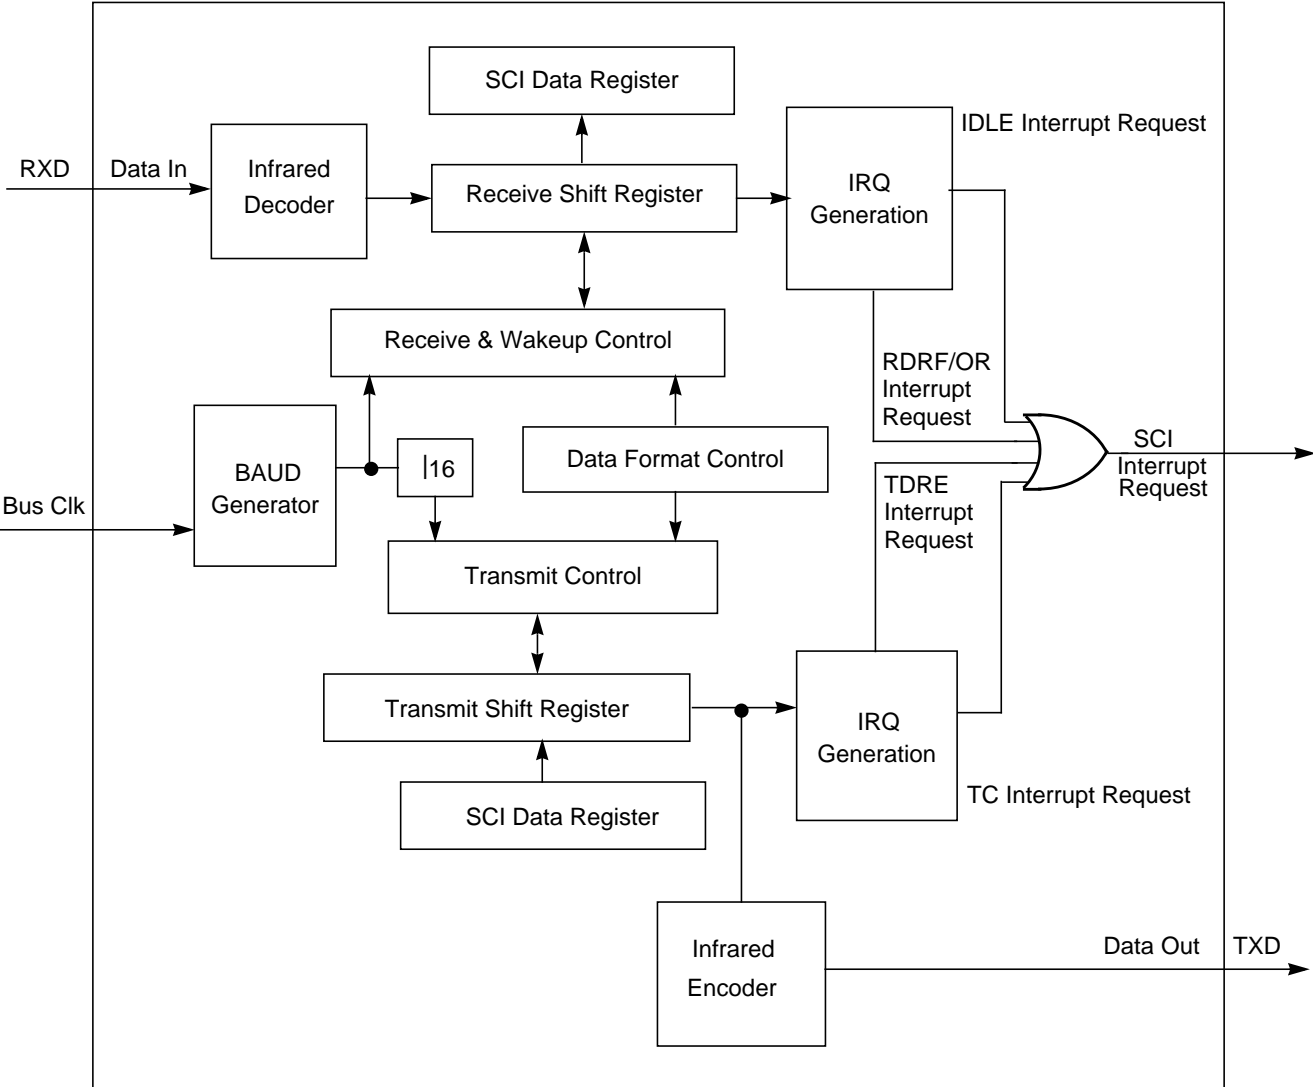 SCI Data Register
IDLE Interrupt Request
RXD
Data In
Infrared
Decoder
Receive Shift Register
IRQ
Generation
Receive & Wakeup Control
RDRF/OR
Interrupt
Request
BAUD
Generator
|16
Data Format Control
SCI
Interrupt
Request
Bus Clk
TDRE
Interrupt
Request
Transmit Control
Transmit Shift Register
IRQ
Generation
SCI Data Register
TC Interrupt Request
Infrared
Encoder
Data Out
TXD